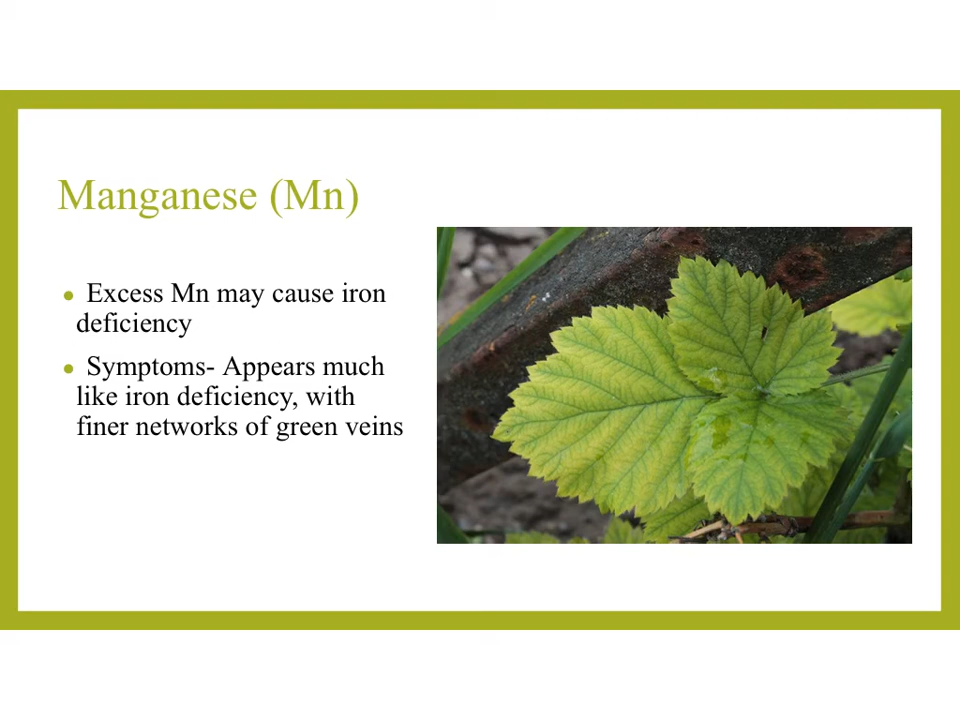 Manganese (Mn)
• Excess Mn may cause iron
deficiency
• Symptoms- Appears much
like iron deficiency, with
finer networks of green veins